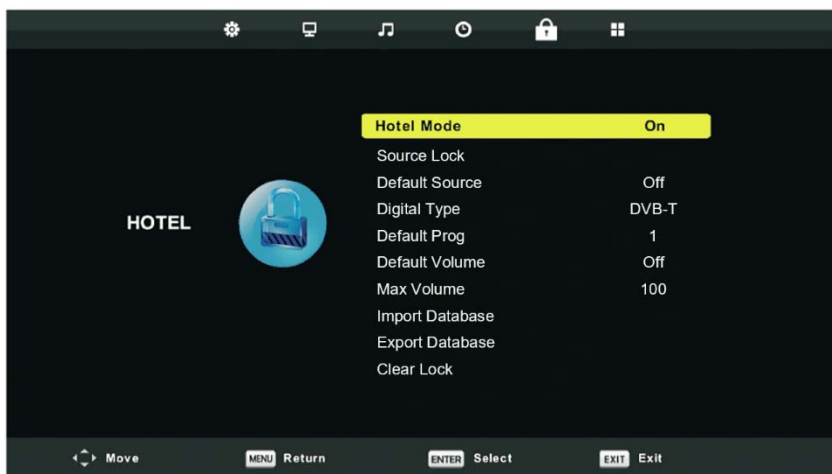 Hotel Mode On
Source Lock
Default Source Off
Digital Type DVB-T
HOTEL
Default Prog 1
Default Volume Off
Max Volume 100
Import Database
Export Database
Clear Lock
Move MENU Return ENTER Select EXIT Exit